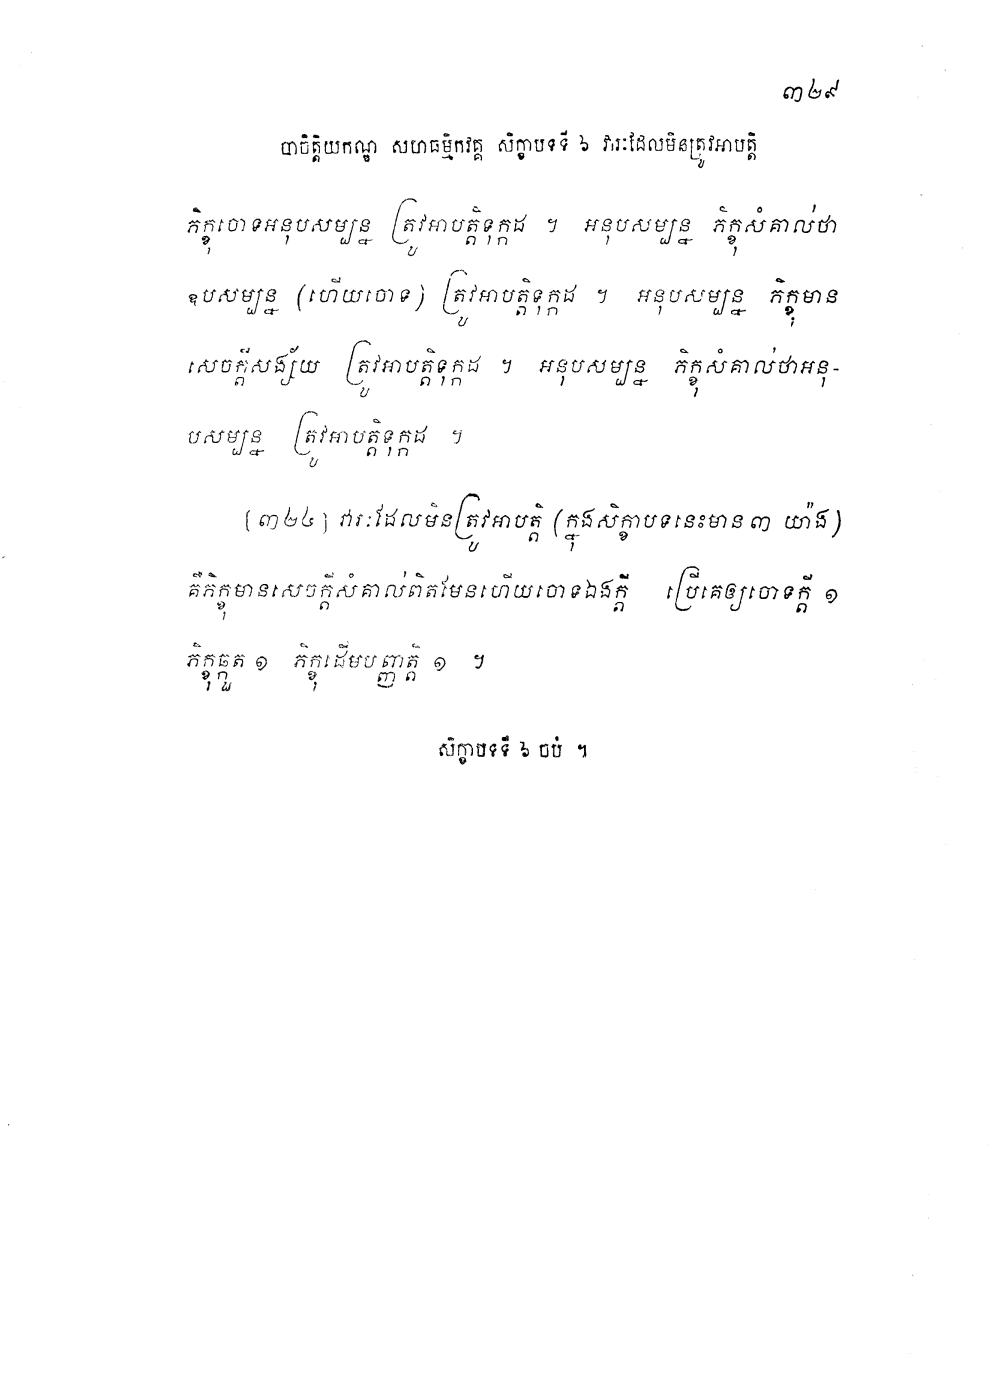 ៣២៩
បាចិត្តិយកណ្ឌ សហធម្មិកវគ្គ សិក្ខាបទទី ៦ វារៈដែលមិនត្រូវអាបត្តិ
ភិក្ខុចោទអនុបសម្បន្ន ត្រូវអាបត្តិទុក្កដ ។ អនុបសម្បន្ន ភិក្ខុសំគាល់ថា
ឧបសម្បន្ន (ហើយចោទ) ត្រូវអាបត្តិទុក្កដ ។ អនុបសម្បន្ន ភិក្ខុមាន
សេចក្តីសង្ស័យ ត្រូវអាបត្តិទុក្កដ ។ អនុបសម្បន្ន ភិក្ខុសំគាល់ថាអនុ-
បសម្បន្ន ត្រូវអាបត្តិទុក្កដ ។
[៣២៤] វារៈដែលមិនត្រូវអាបត្តិ (ក្នុងសិក្ខាបទនេះមាន ៣ យ៉ាង)
គឺភិក្ខុមានសេចក្តីសំគាល់ពិតមែនហើយចោទឯងក្តី ប្រើគេឲ្យចោទក្តី ១
ភិក្ខុឆ្កួត ១ ភិក្ខុដើមបញ្ញត្តិ ១ ។
សិក្ខាបទទី ៦ ចប់ ។